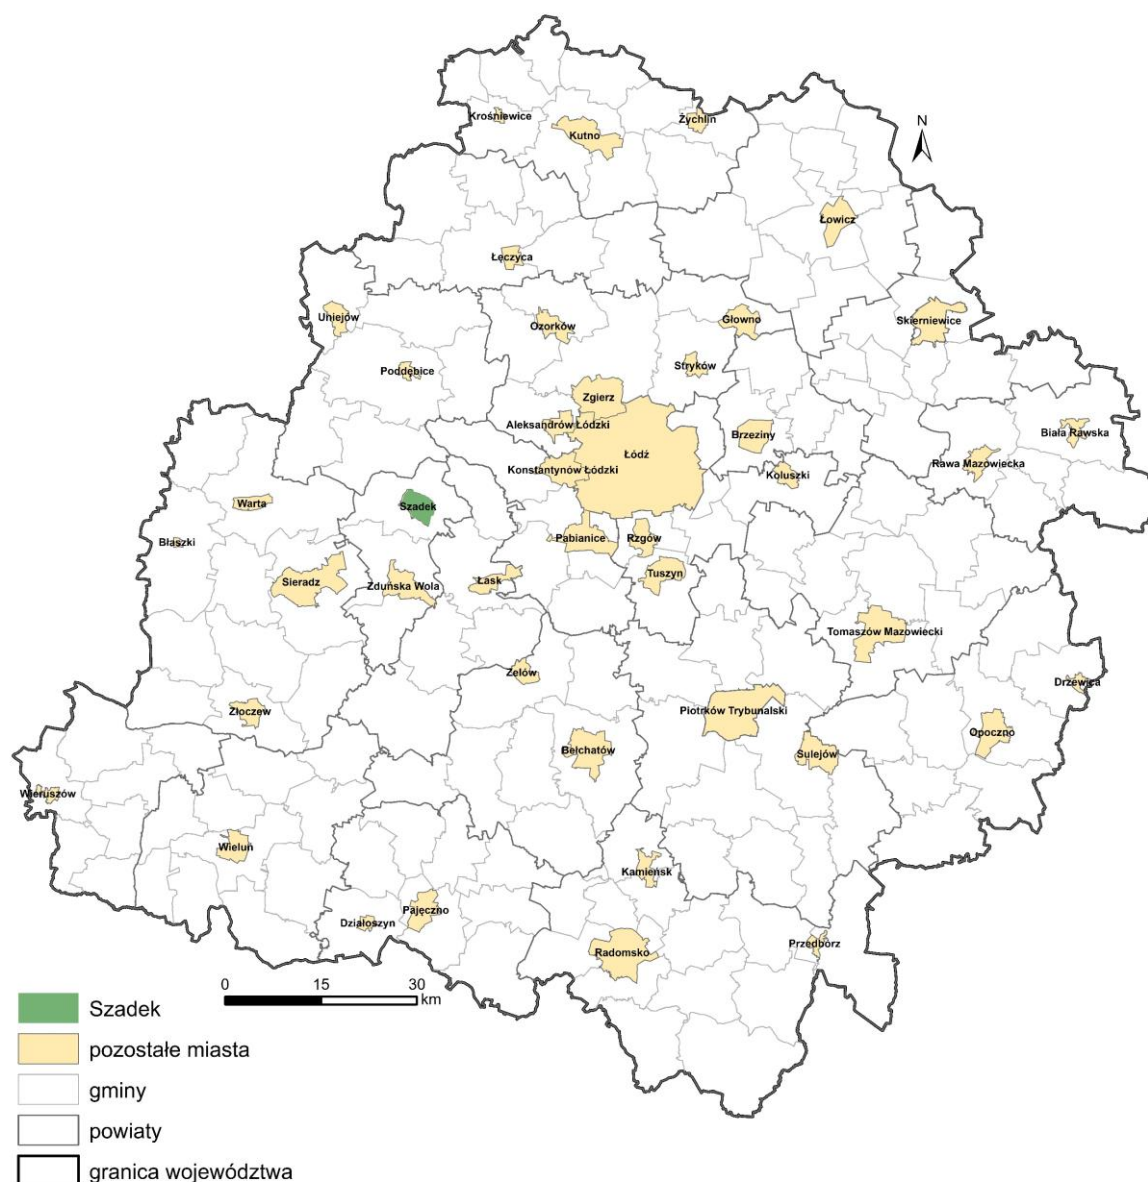 Krośniewice
Kutno
Żychlin
N
Łowicz
Łęczyca
Uniejów
Ozorków
Głowno
Skierniewice
Poddębice
Stryków
Zgierz
Aleksandrów Łódzki
Brzeziny
Biała Rawska
Łódź
Konstantynów Łódzki
Rawa Mazowiecka
Koluszki
Warta
Szadek
Błaszki
Pabianice
Rzgów
Sieradz
Zduńska Wola
Łask
Tuszyn
Tomaszów Mazowiecki
Zelów
Drzewica
Złoczew
Piotrków Trybunalski
Opoczno
Bełchatów
Sulejów
Wieruszów
Wieluń
Kamieńsk
Działoszyn
Pajęczno
Radomsko
Przedbórz
0 15 30
km
Szadek
pozostałe miasta
gminy
powiaty
granica województwa